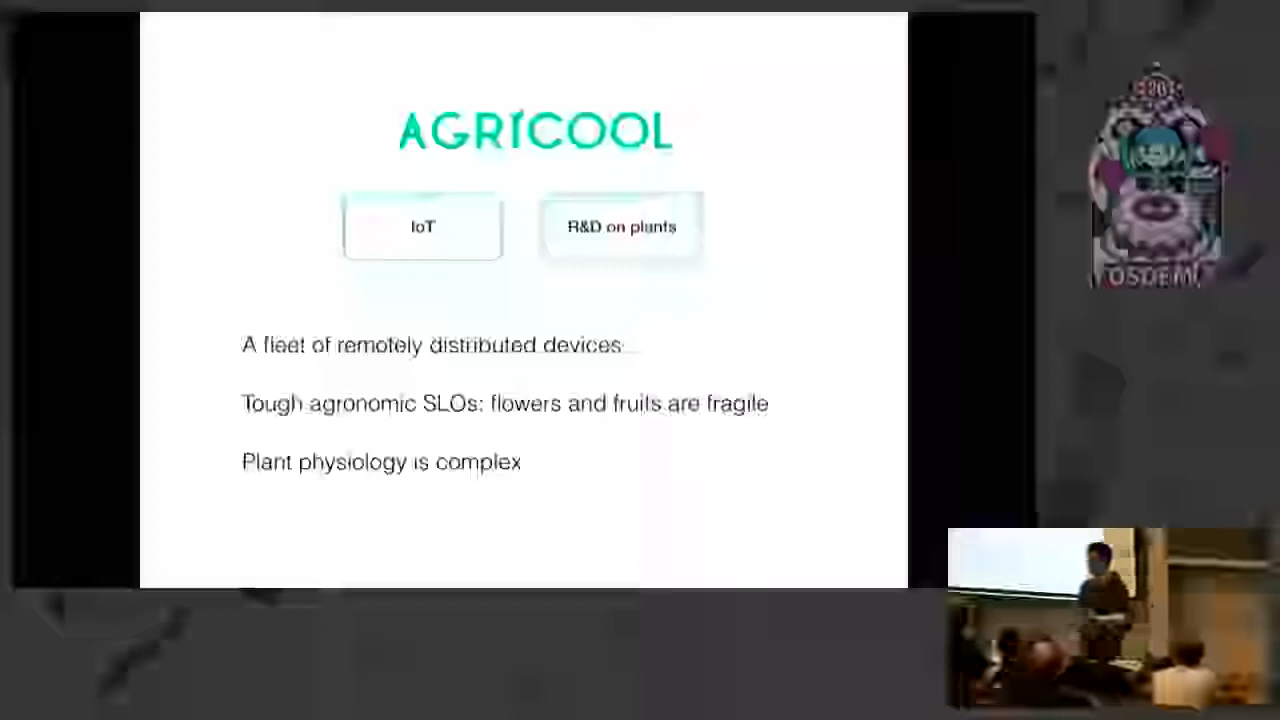 AGRICOOL
IoT
R&D on plants
A fleet of remotely distributed devices
Tough agronomic SLOs: flowers and fruits are fragile
Plant physiology is complex
FOSDEM